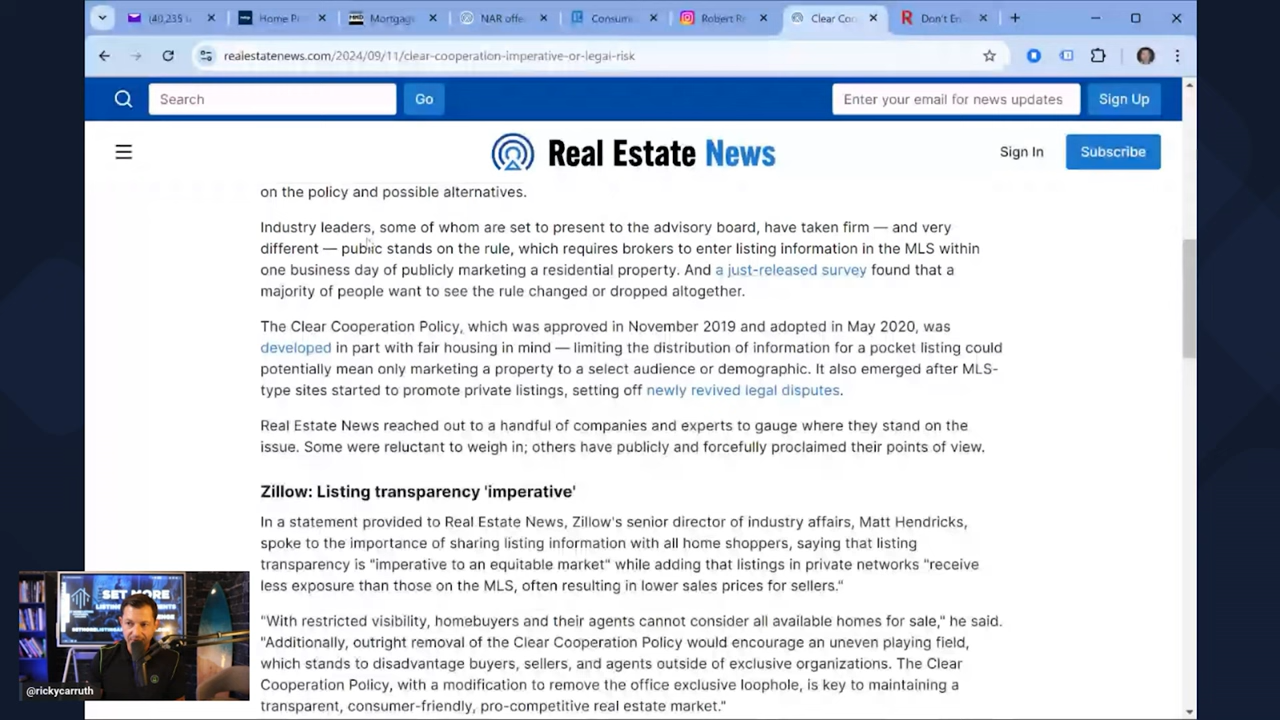 (40,235
Home Pr
Mortgag
NAR offe
Consum
Robert Re
Clear Coo
Don't En
realestatenews.com/2024/09/11/clear-cooperation-imperative-or-legal-risk
Search
Go
Enter your email for news updates
Sign Up
Real Estate News
Sign In
Subscribe
on the policy and possible alternatives.
Industry leaders, some of whom are set to present to the advisory board, have taken firm — and very
different — public stands on the rule, which requires brokers to enter listing information in the MLS within
one business day of publicly marketing a residential property. And a just-released survey found that a
majority of people want to see the rule changed or dropped altogether.
The Clear Cooperation Policy, which was approved in November 2019 and adopted in May 2020, was
developed in part with fair housing in mind — limiting the distribution of information for a pocket listing could
potentially mean only marketing a property to a select audience or demographic. It also emerged after MLS-
type sites started to promote private listings, setting off newly revived legal disputes.
Real Estate News reached out to a handful of companies and experts to gauge where they stand on the
issue. Some were reluctant to weigh in; others have publicly and forcefully proclaimed their points of view.
Zillow: Listing transparency 'imperative'
In a statement provided to Real Estate News, Zillow's senior director of industry affairs, Matt Hendricks,
spoke to the importance of sharing listing information with all home shoppers, saying that listing
transparency is "imperative to an equitable market" while adding that listings in private networks "receive
less exposure than those on the MLS, often resulting in lower sales prices for sellers."
"With restricted visibility, homebuyers and their agents cannot consider all available homes for sale," he said.
"Additionally, outright removal of the Clear Cooperation Policy would encourage an uneven playing field,
which stands to disadvantage buyers, sellers, and agents outside of exclusive organizations. The Clear
Cooperation Policy, with a modification to remove the office exclusive loophole, is key to maintaining a
transparent, consumer-friendly, pro-competitive real estate market."
SET MORE
@rickycarruth